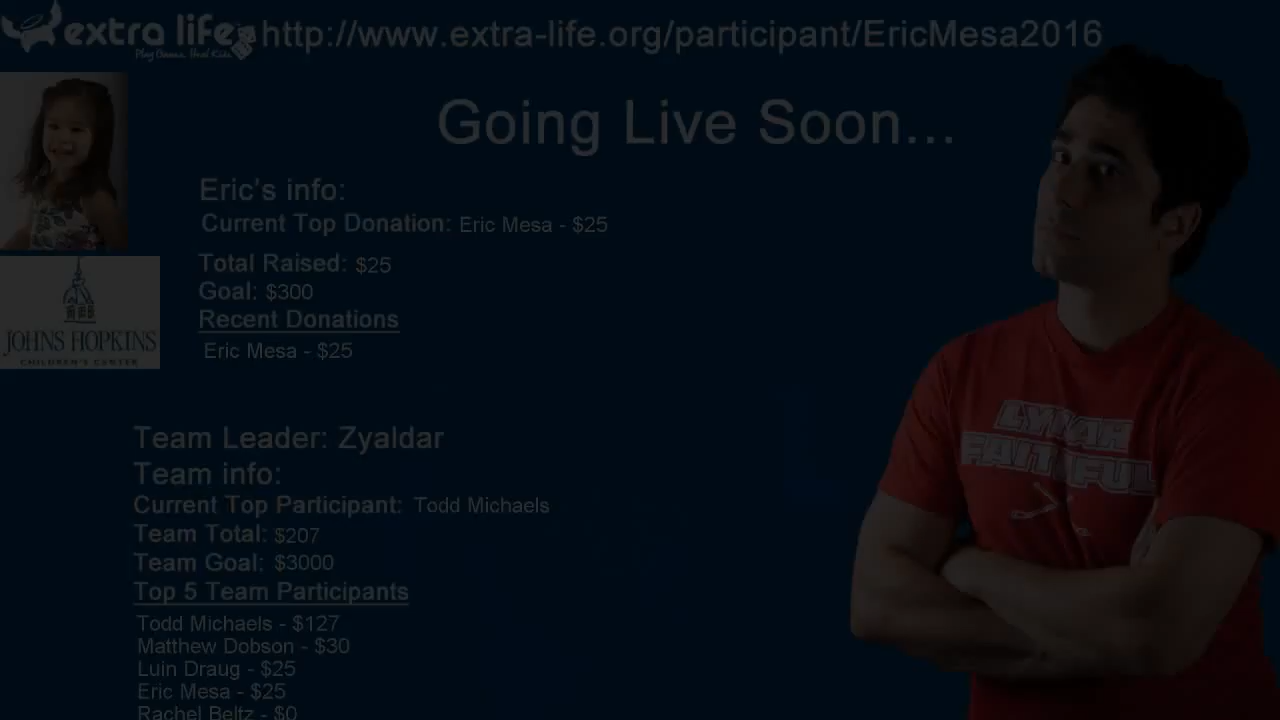 extra life http://www.extra-life.org/participant/EricMesa2016
Play Games. Heal Kids.
Going Live Soon...
Eric's info:
Current Top Donation: Eric Mesa - $25
Total Raised: $25
Goal: $300
Recent Donations
Eric Mesa - $25
JOHNS HOPKINS
CHILDREN'S CENTER
LYNAH
FAITHFUL
Team Leader: Zyaldar
Team info:
Current Top Participant: Todd Michaels
Team Total: $207
Team Goal: $3000
Top 5 Team Participants
Todd Michaels - $127
Matthew Dobson - $30
Luin Draug - $25
Eric Mesa - $25
Rachel Beltz - $0